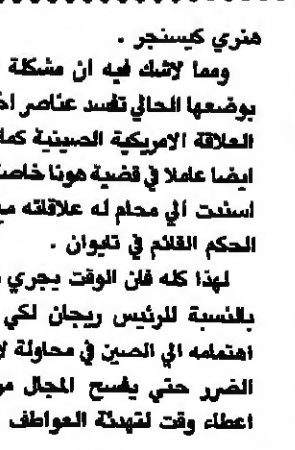 هنري كيسنجر .
ومما لاشك فيه ان مشكلة
بوضعها الحالي تفسد عناصر
العلاقة الامريكية الصينية كما
ايضا عاملا في قضية هونا خاصة
اسندت الي محام له علاقاته
الحكم القائم في تايوان .
لهذا كله فان الوقت يجري
بالنسبة للرئيس ريجان لكي
اهتمامه الي الصين في محاولة
الضرر حتي يفسح المجال
اعطاء وقت لتهدئة العواطف